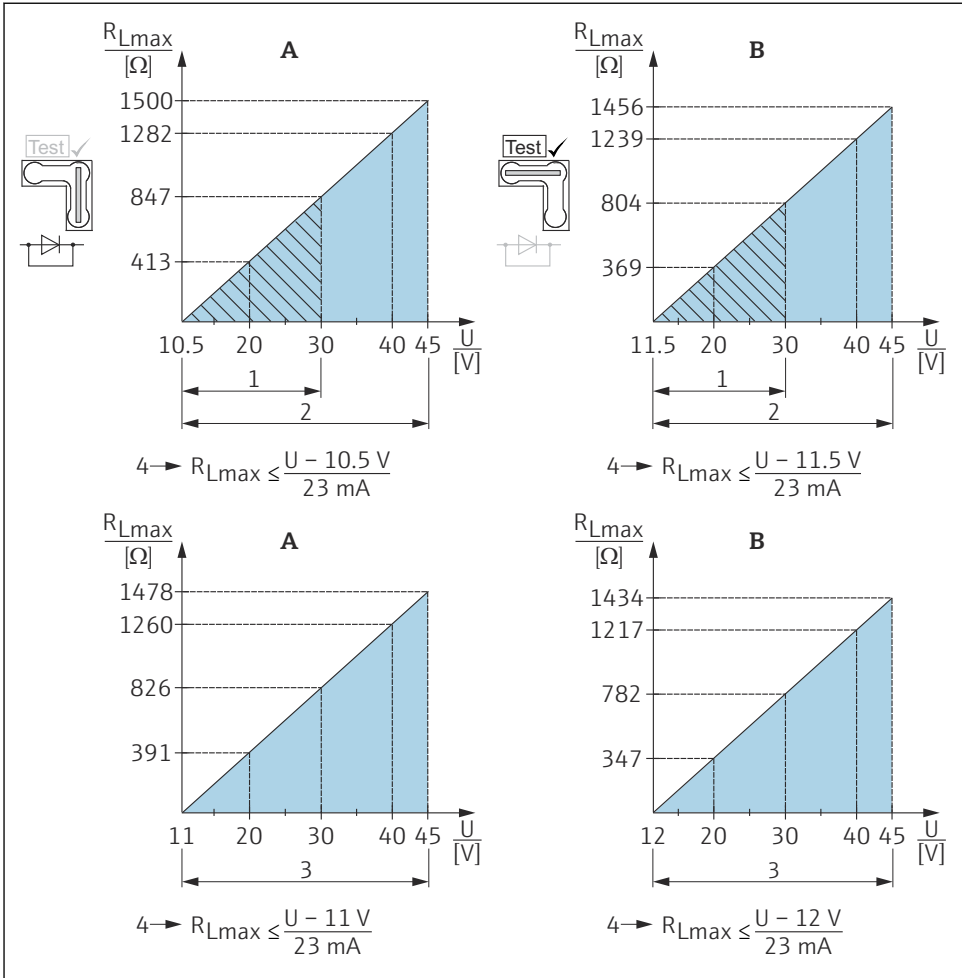 R_Lmax / [Ω]
A
1500
1282
847
413
Test
10.5 20 30 40 45 U / [V]
1
2
4 → R_Lmax ≤ (U – 10.5 V) / 23 mA
R_Lmax / [Ω]
B
1456
1239
804
369
Test
11.5 20 30 40 45 U / [V]
1
2
4 → R_Lmax ≤ (U – 11.5 V) / 23 mA
R_Lmax / [Ω]
A
1478
1260
826
391
11 20 30 40 45 U / [V]
3
4 → R_Lmax ≤ (U – 11 V) / 23 mA
R_Lmax / [Ω]
B
1434
1217
782
347
12 20 30 40 45 U / [V]
3
4 → R_Lmax ≤ (U – 12 V) / 23 mA